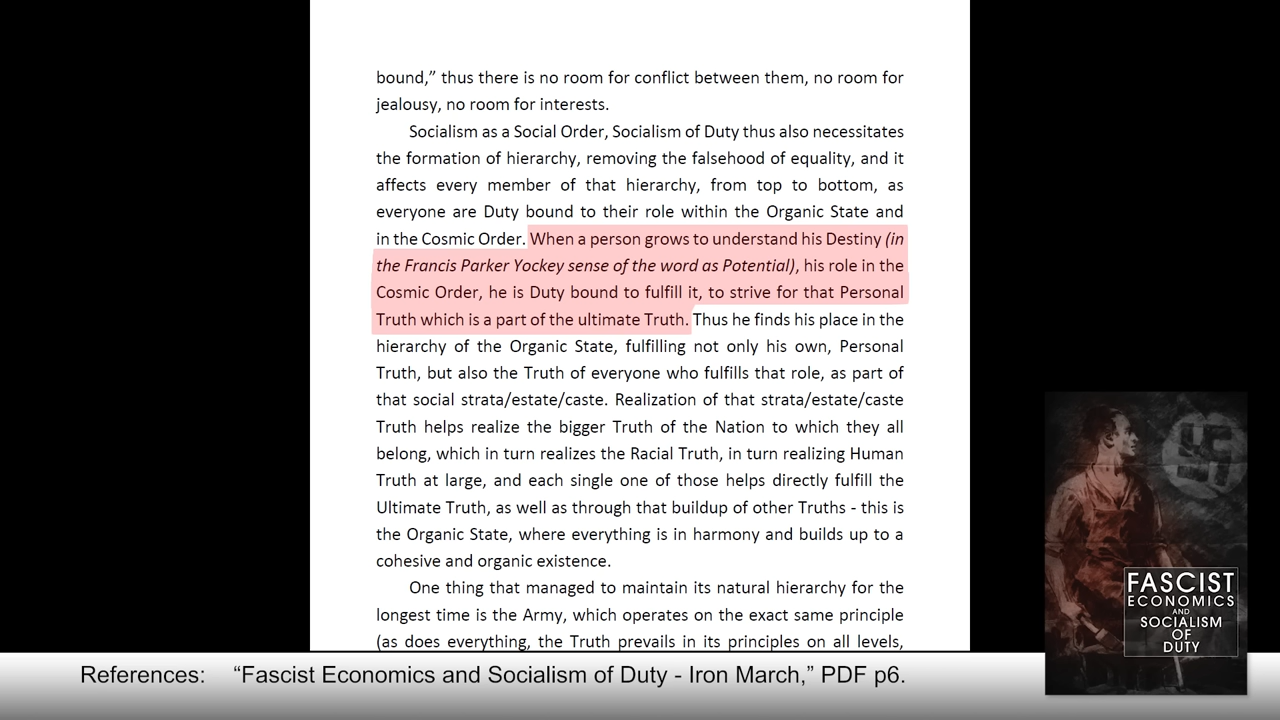 bound,” thus there is no room for conflict between them, no room for
jealousy, no room for interests.
Socialism as a Social Order, Socialism of Duty thus also necessitates
the formation of hierarchy, removing the falsehood of equality, and it
affects every member of that hierarchy, from top to bottom, as
everyone are Duty bound to their role within the Organic State and
in the Cosmic Order. When a person grows to understand his Destiny (in
the Francis Parker Yockey sense of the word as Potential), his role in the
Cosmic Order, he is Duty bound to fulfill it, to strive for that Personal
Truth which is a part of the ultimate Truth. Thus he finds his place in the
hierarchy of the Organic State, fulfilling not only his own, Personal
Truth, but also the Truth of everyone who fulfills that role, as part of
that social strata/estate/caste. Realization of that strata/estate/caste
Truth helps realize the bigger Truth of the Nation to which they all
belong, which in turn realizes the Racial Truth, in turn realizing Human
Truth at large, and each single one of those helps directly fulfill the
Ultimate Truth, as well as through that buildup of other Truths - this is
the Organic State, where everything is in harmony and builds up to a
cohesive and organic existence.
One thing that managed to maintain its natural hierarchy for the
longest time is the Army, which operates on the exact same principle
(as does everything, the Truth prevails in its principles on all levels,
FASCIST
ECONOMICS
AND
SOCIALISM
OF
DUTY
References: “Fascist Economics and Socialism of Duty - Iron March,” PDF p6.